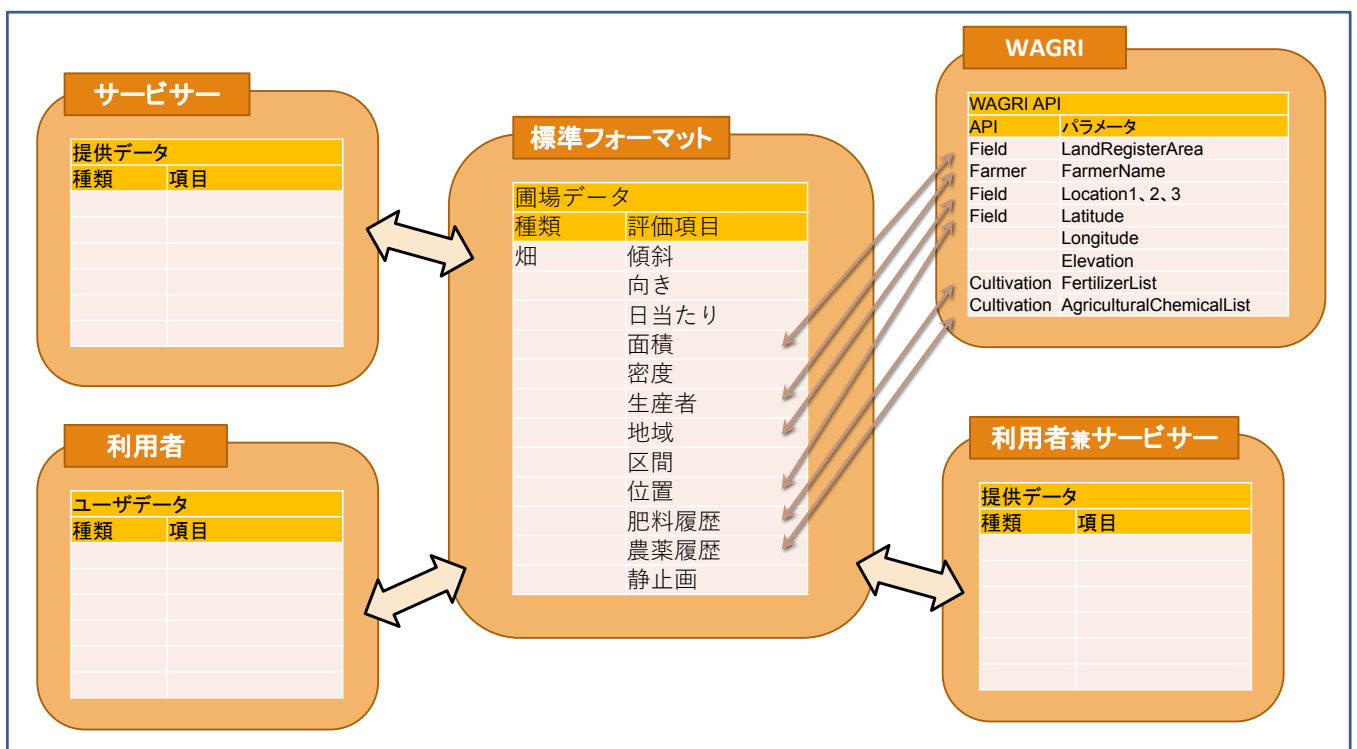 サービサー
提供データ
種類 項目
利用者
ユーザデータ
種類 項目
標準フォーマット
圃場データ
種類 評価項目
畑 傾斜
向き
日当たり
面積
密度
生産者
地域
区間
位置
肥料履歴
農薬履歴
静止画
WAGRI
WAGRI API
API パラメータ
Field LandRegisterArea
Farmer FarmerName
Field Location1、2、3
Field Latitude
Longitude
Elevation
Cultivation FertilizerList
Cultivation AgriculturalChemicalList
利用者兼サービサー
提供データ
種類 項目